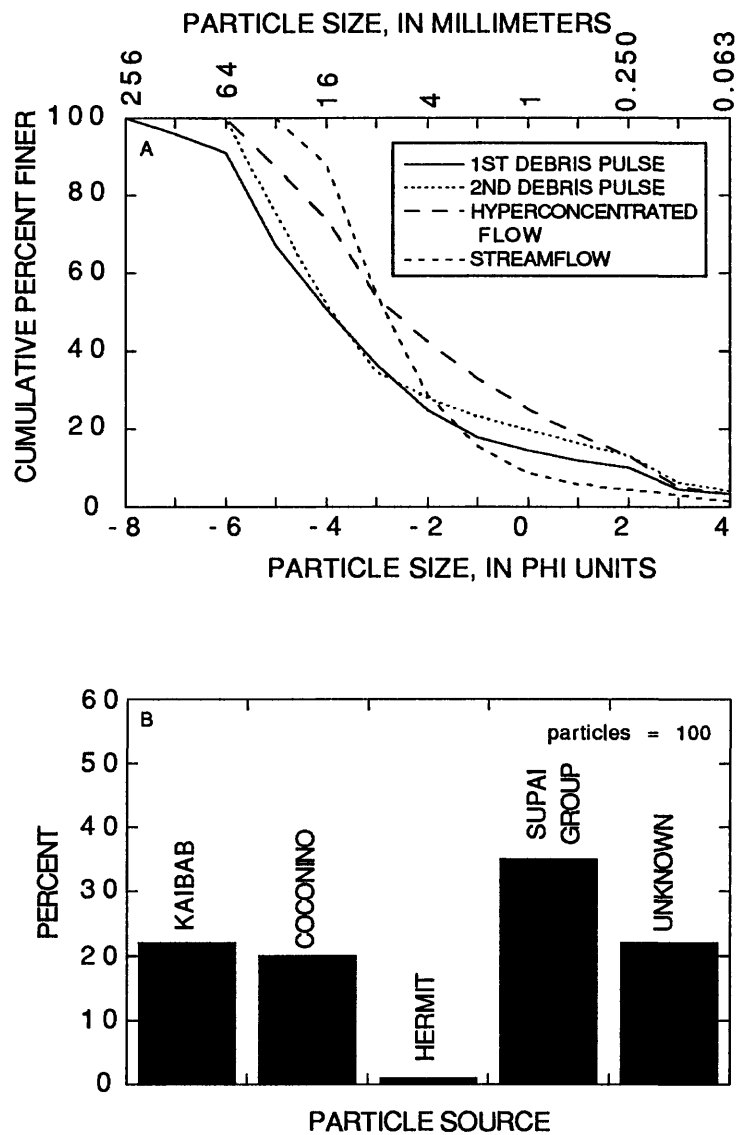 PARTICLE SIZE, IN MILLIMETERS
256 64 16 4 1 0.250 0.063
100
80
60
40
20
0
CUMULATIVE PERCENT FINER
A
1ST DEBRIS PULSE
2ND DEBRIS PULSE
HYPERCONCENTRATED
FLOW
STREAMFLOW
-8 -6 -4 -2 0 2 4
PARTICLE SIZE, IN PHI UNITS
60
50
40
30
20
10
0
PERCENT
B
particles = 100
KAIBAB
COCONINO
HERMIT
SUPAI
GROUP
UNKNOWN
PARTICLE SOURCE